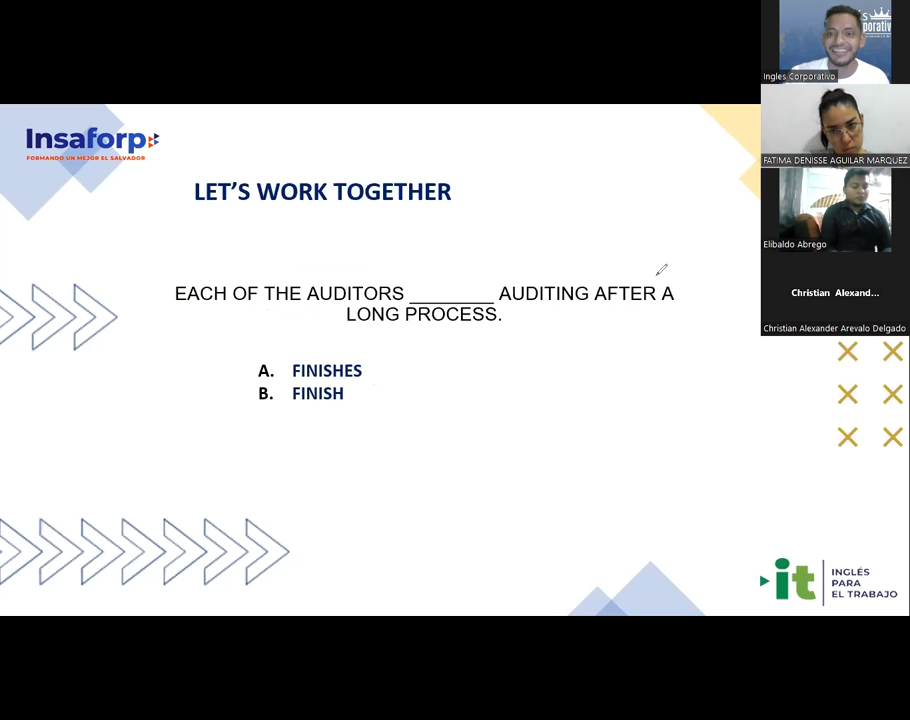 Insaforp
FORMANDO UN MEJOR EL SALVADOR
LET'S WORK TOGETHER
EACH OF THE AUDITORS ________ AUDITING AFTER A
LONG PROCESS.
A. FINISHES
B. FINISH
it
INGLÉS
PARA
EL TRABAJO
Ingles Corporativo
FATIMA DENISSE AGUILAR MARQUEZ
Elibaldo Abrego
Christian Alexand...
Christian Alexander Arevalo Delgado